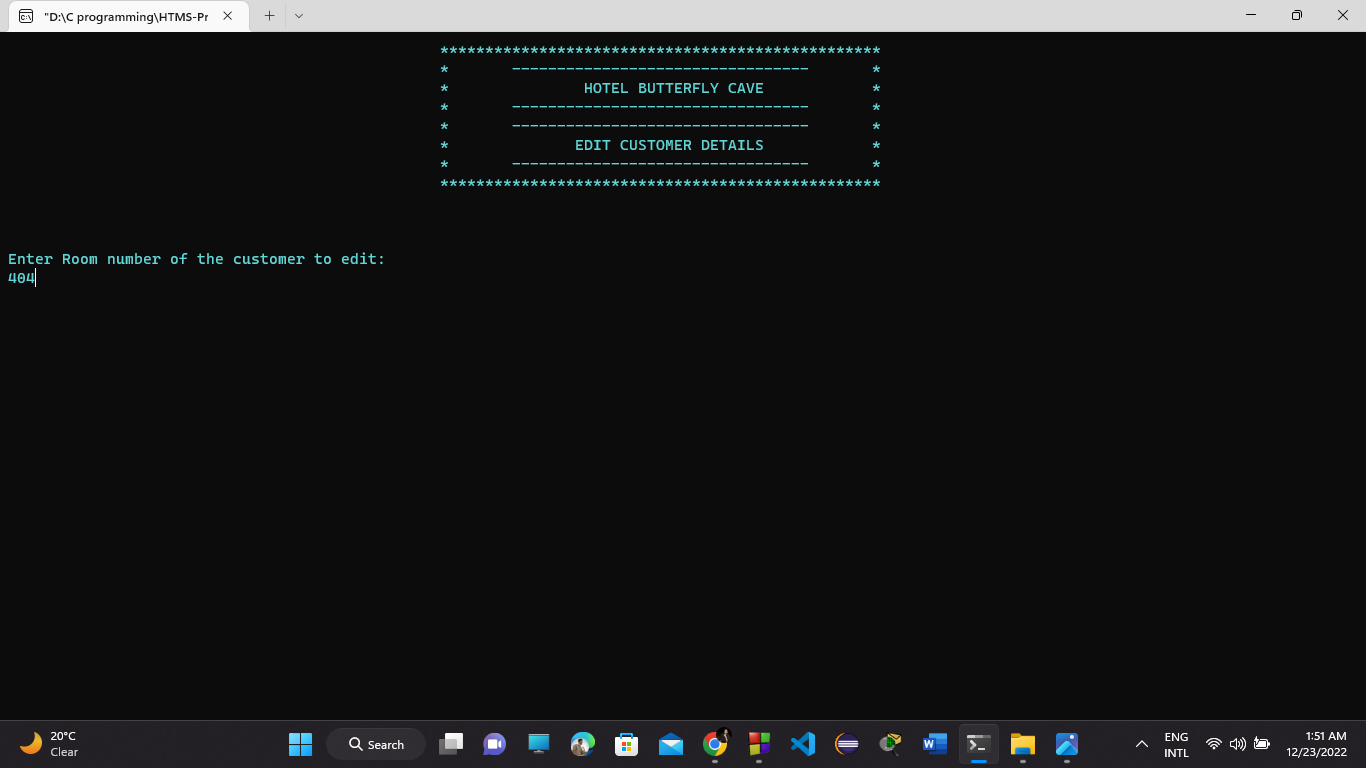 "D:\C programming\HTMS-Pr
*************************************************
*       ---------------------------------       *
*               HOTEL BUTTERFLY CAVE            *
*       ---------------------------------       *
*       ---------------------------------       *
*              EDIT CUSTOMER DETAILS            *
*       ---------------------------------       *
*************************************************
Enter Room number of the customer to edit:
404
20°C
Clear
Search
ENG
INTL
1:51 AM
12/23/2022